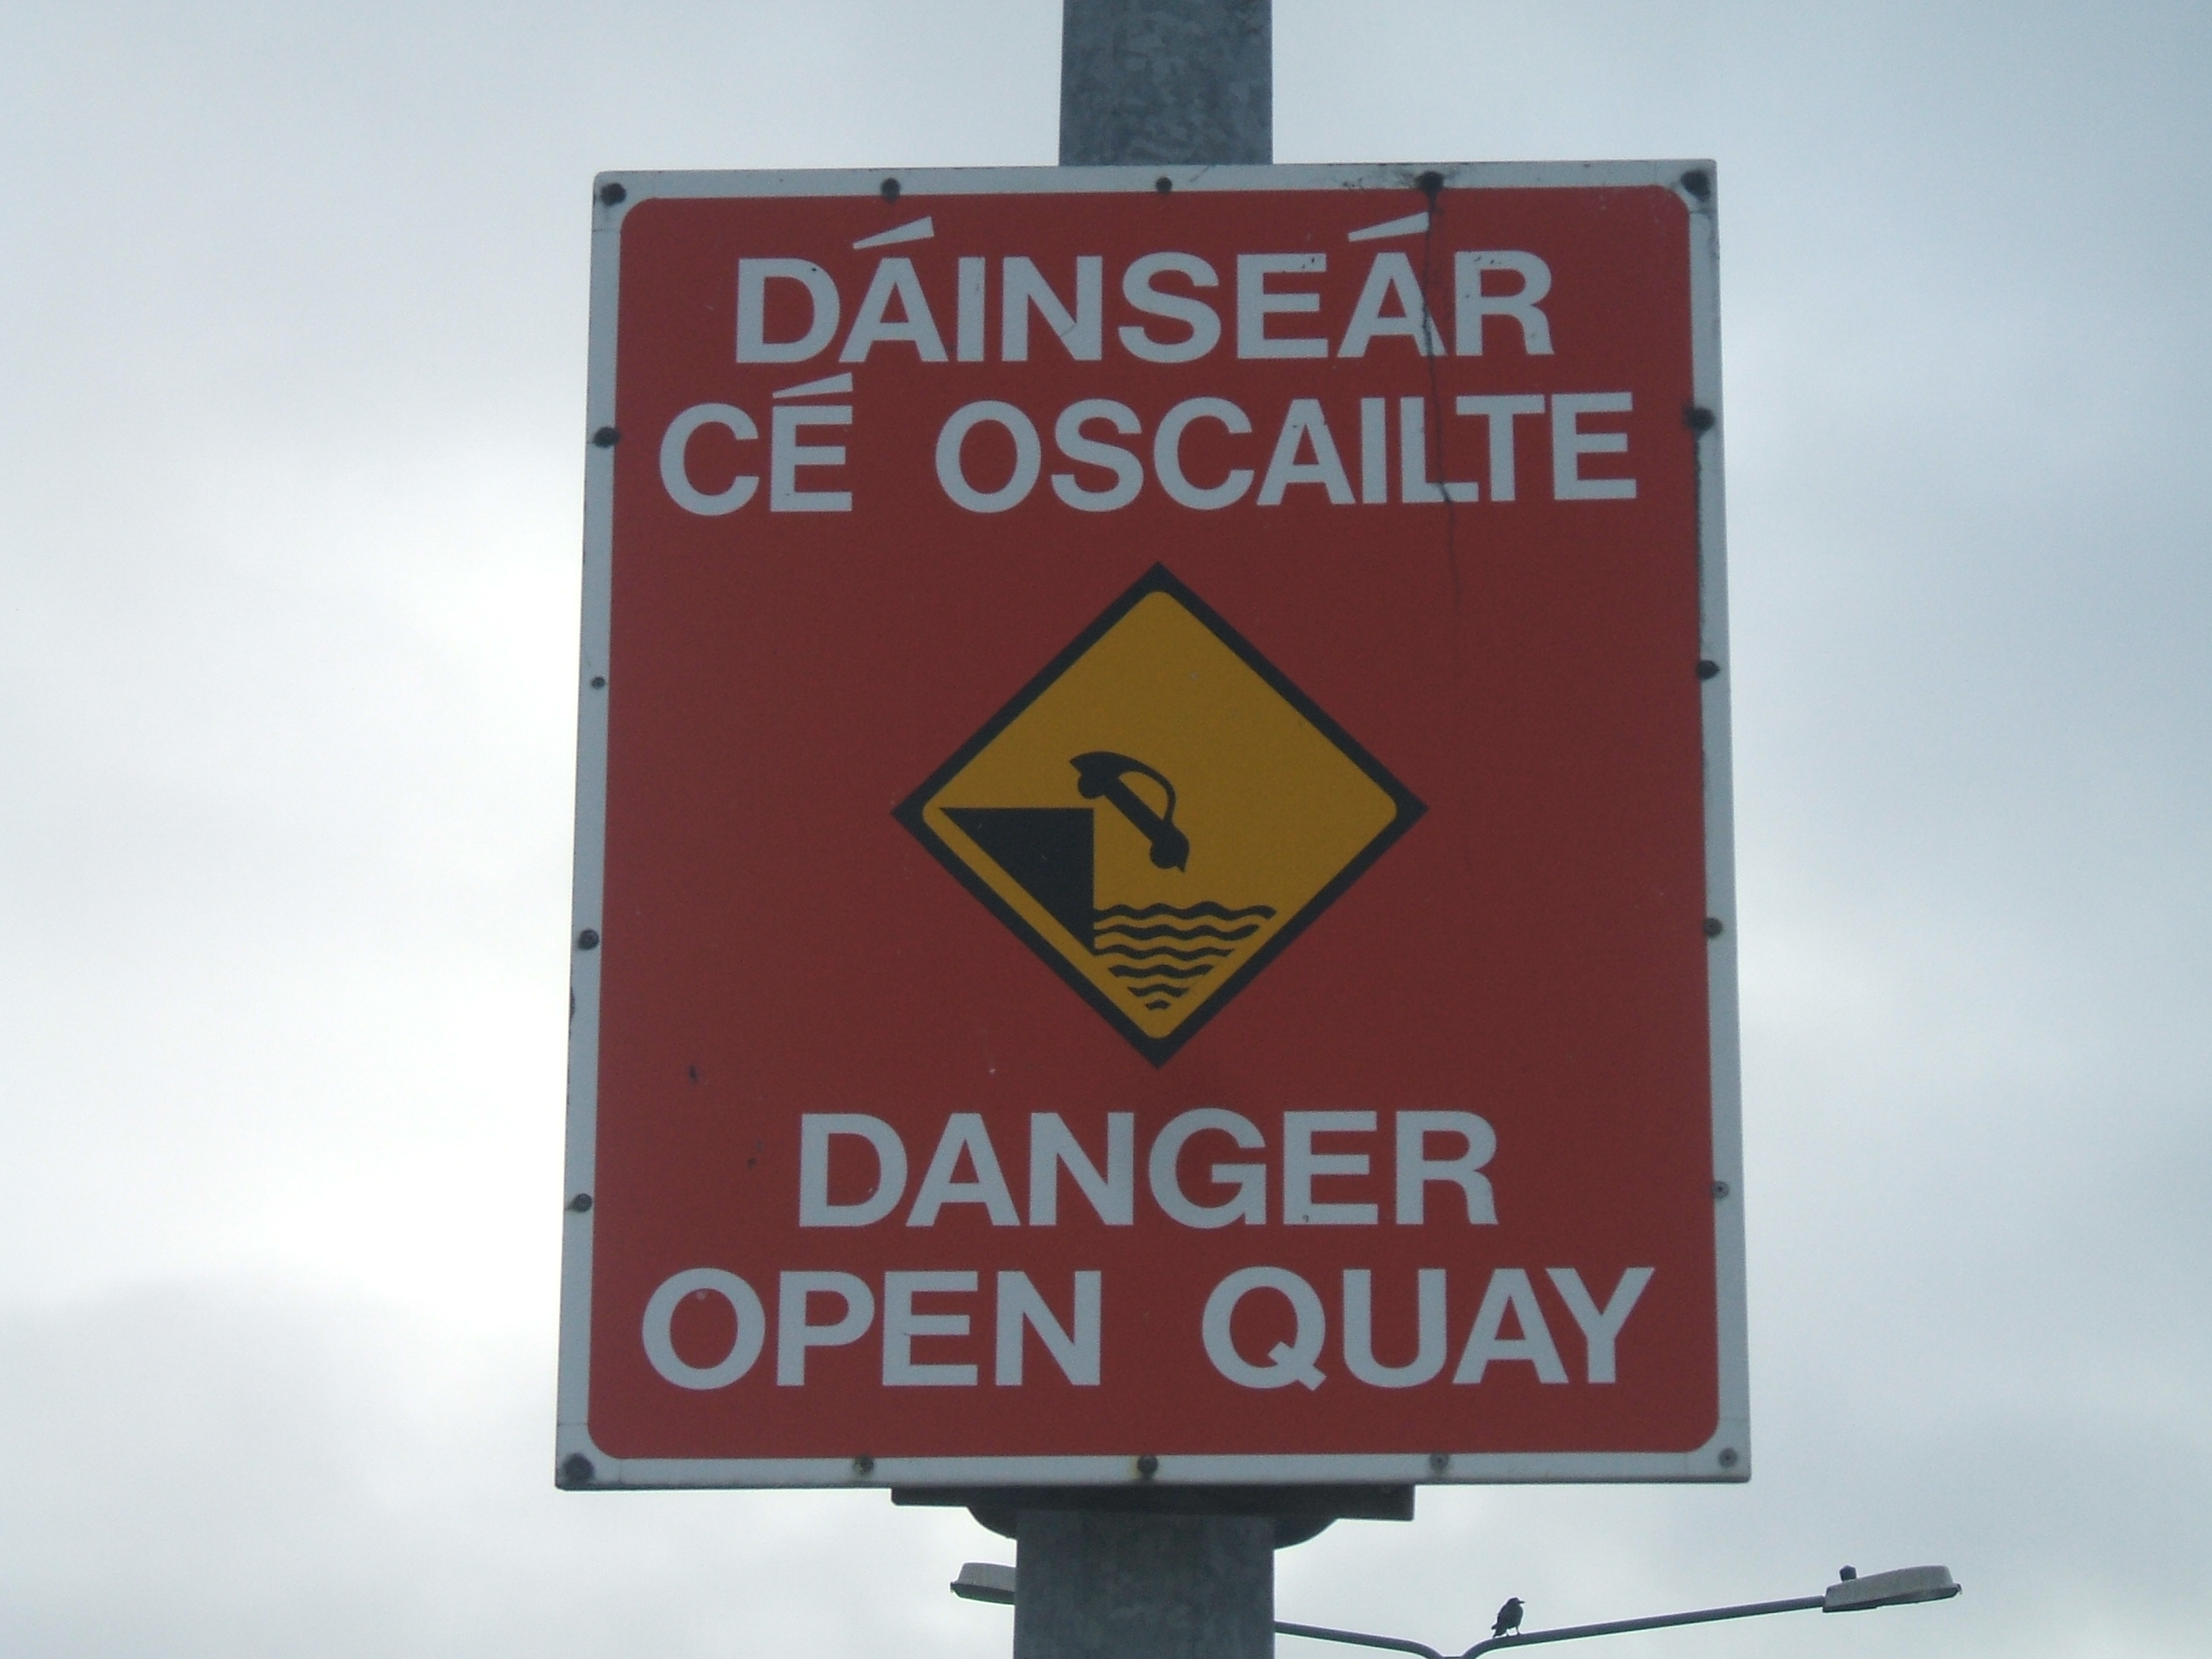 DÁINSEÁR
CÉ OSCAILTE
DANGER
OPEN QUAY